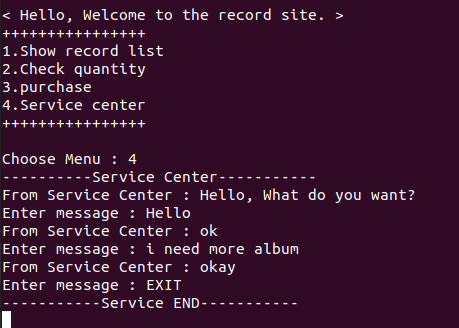 < Hello, Welcome to the record site. >
++++++++++++++++
1.Show record list
2.Check quantity
3.purchase
4.Service center
++++++++++++++++
Choose Menu : 4
----------Service Center-----------
From Service Center : Hello, What do you want?
Enter message : Hello
From Service Center : ok
Enter message : i need more album
From Service Center : okay
Enter message : EXIT
-----------Service END-----------